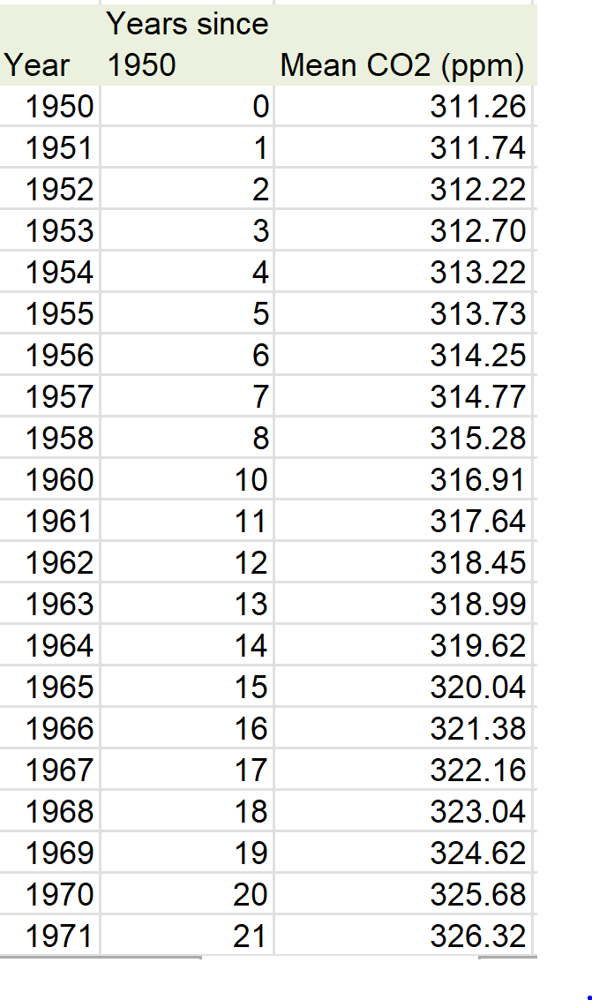 Years since
Year 1950 Mean CO2 (ppm)
1950 0 311.26
1951 1 311.74
1952 2 312.22
1953 3 312.70
1954 4 313.22
1955 5 313.73
1956 6 314.25
1957 7 314.77
1958 8 315.28
1960 10 316.91
1961 11 317.64
1962 12 318.45
1963 13 318.99
1964 14 319.62
1965 15 320.04
1966 16 321.38
1967 17 322.16
1968 18 323.04
1969 19 324.62
1970 20 325.68
1971 21 326.32